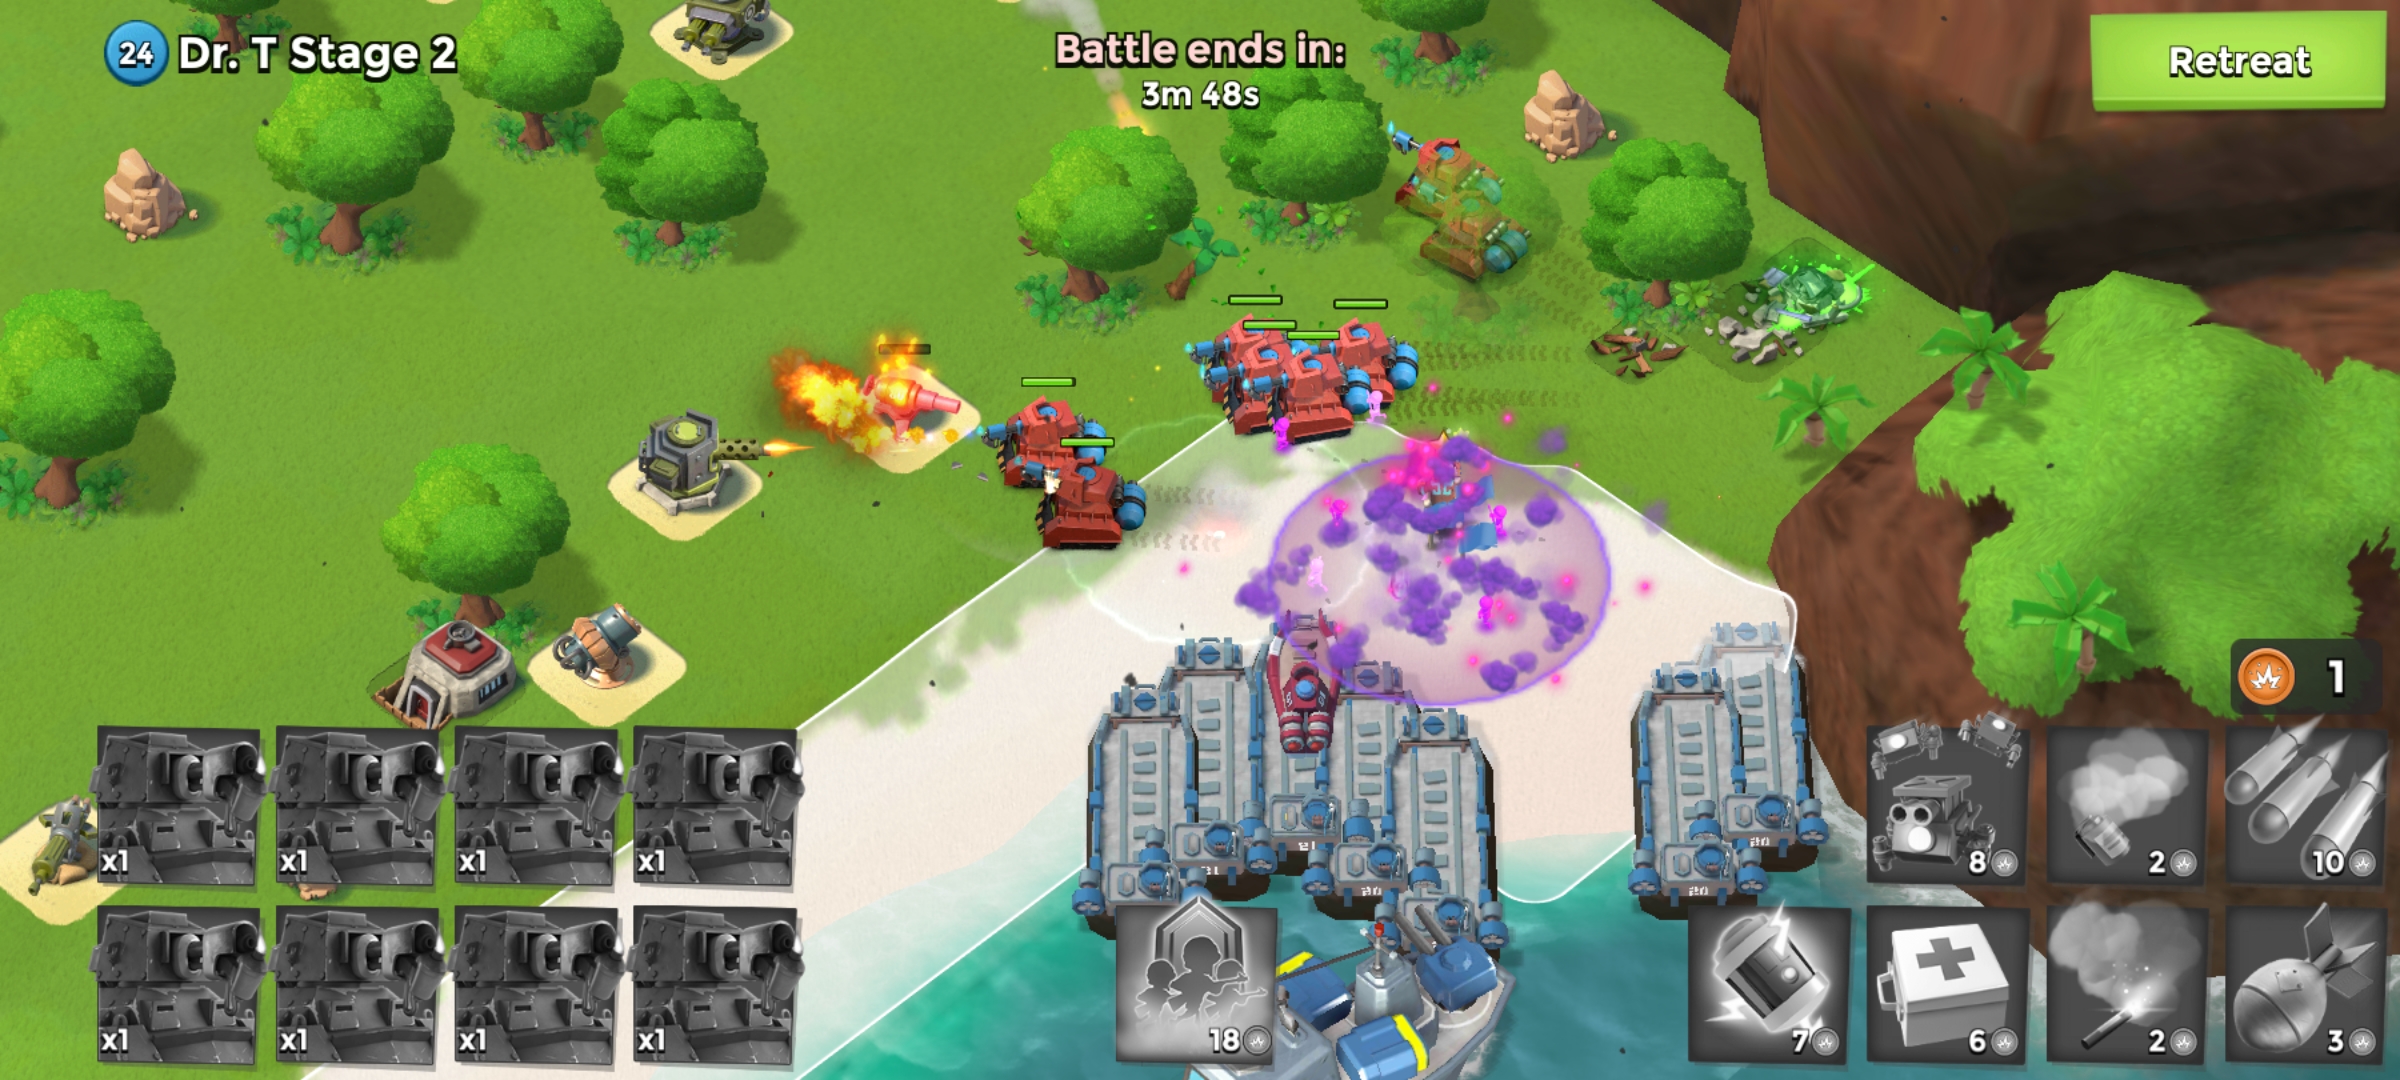 24 Dr. T Stage 2
Battle ends in:
3m 48s
Retreat
1
x1 x1 x1 x1
8 2 10
x1 x1 x1 x1
18
7 6 2 3